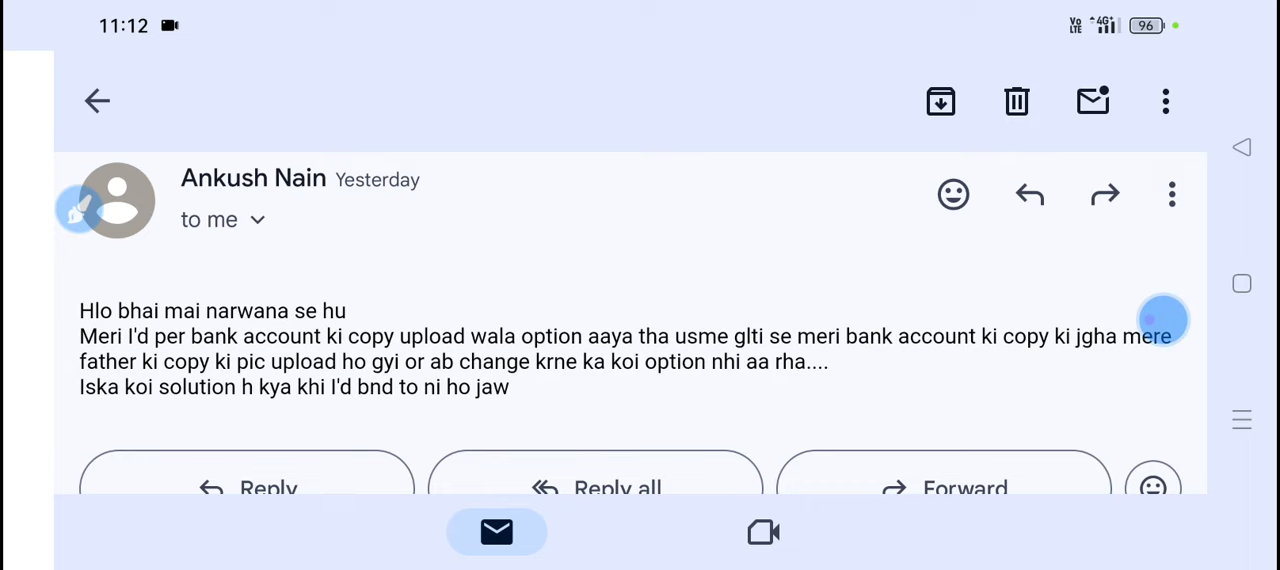 11:12
Vo LTE 4G+ 96
Ankush Nain Yesterday
to me
Hlo bhai mai narwana se hu
Meri I'd per bank account ki copy upload wala option aaya tha usme glti se meri bank account ki copy ki jgha mere
father ki copy ki pic upload ho gyi or ab change krne ka koi option nhi aa rha....
Iska koi solution h kya khi I'd bnd to ni ho jaw
Reply Reply all Forward